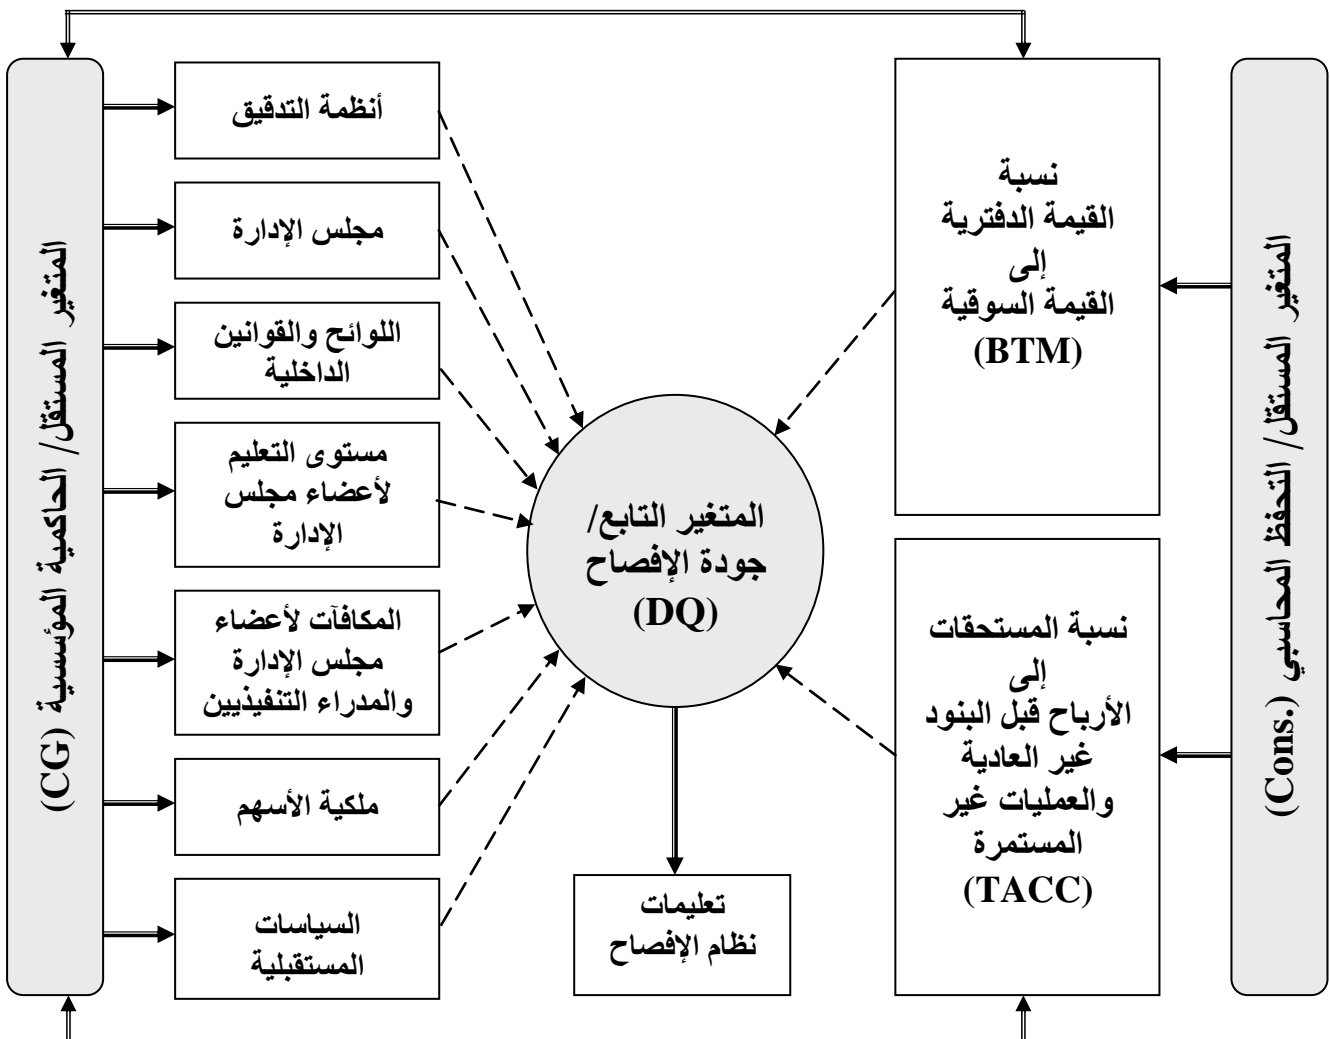 المتغير المستقل/ التحفظ المحاسبي (Cons.)
نسبة
القيمة الدفترية
إلى
القيمة السوقية
(BTM)
نسبة المستحقات
إلى
الأرباح قبل البنود
غير العادية
والعمليات غير
المستمرة
(TACC)
المتغير التابع/
جودة الإفصاح
(DQ)
تعليمات
نظام الإفصاح
أنظمة التدقيق
مجلس الإدارة
اللوائح والقوانين
الداخلية
مستوى التعليم
لأعضاء مجلس
الإدارة
المكافآت لأعضاء
مجلس الإدارة
والمدراء التنفيذيين
ملكية الأسهم
السياسات
المستقبلية
المتغير المستقل/ الحاكمية المؤسسية (CG)